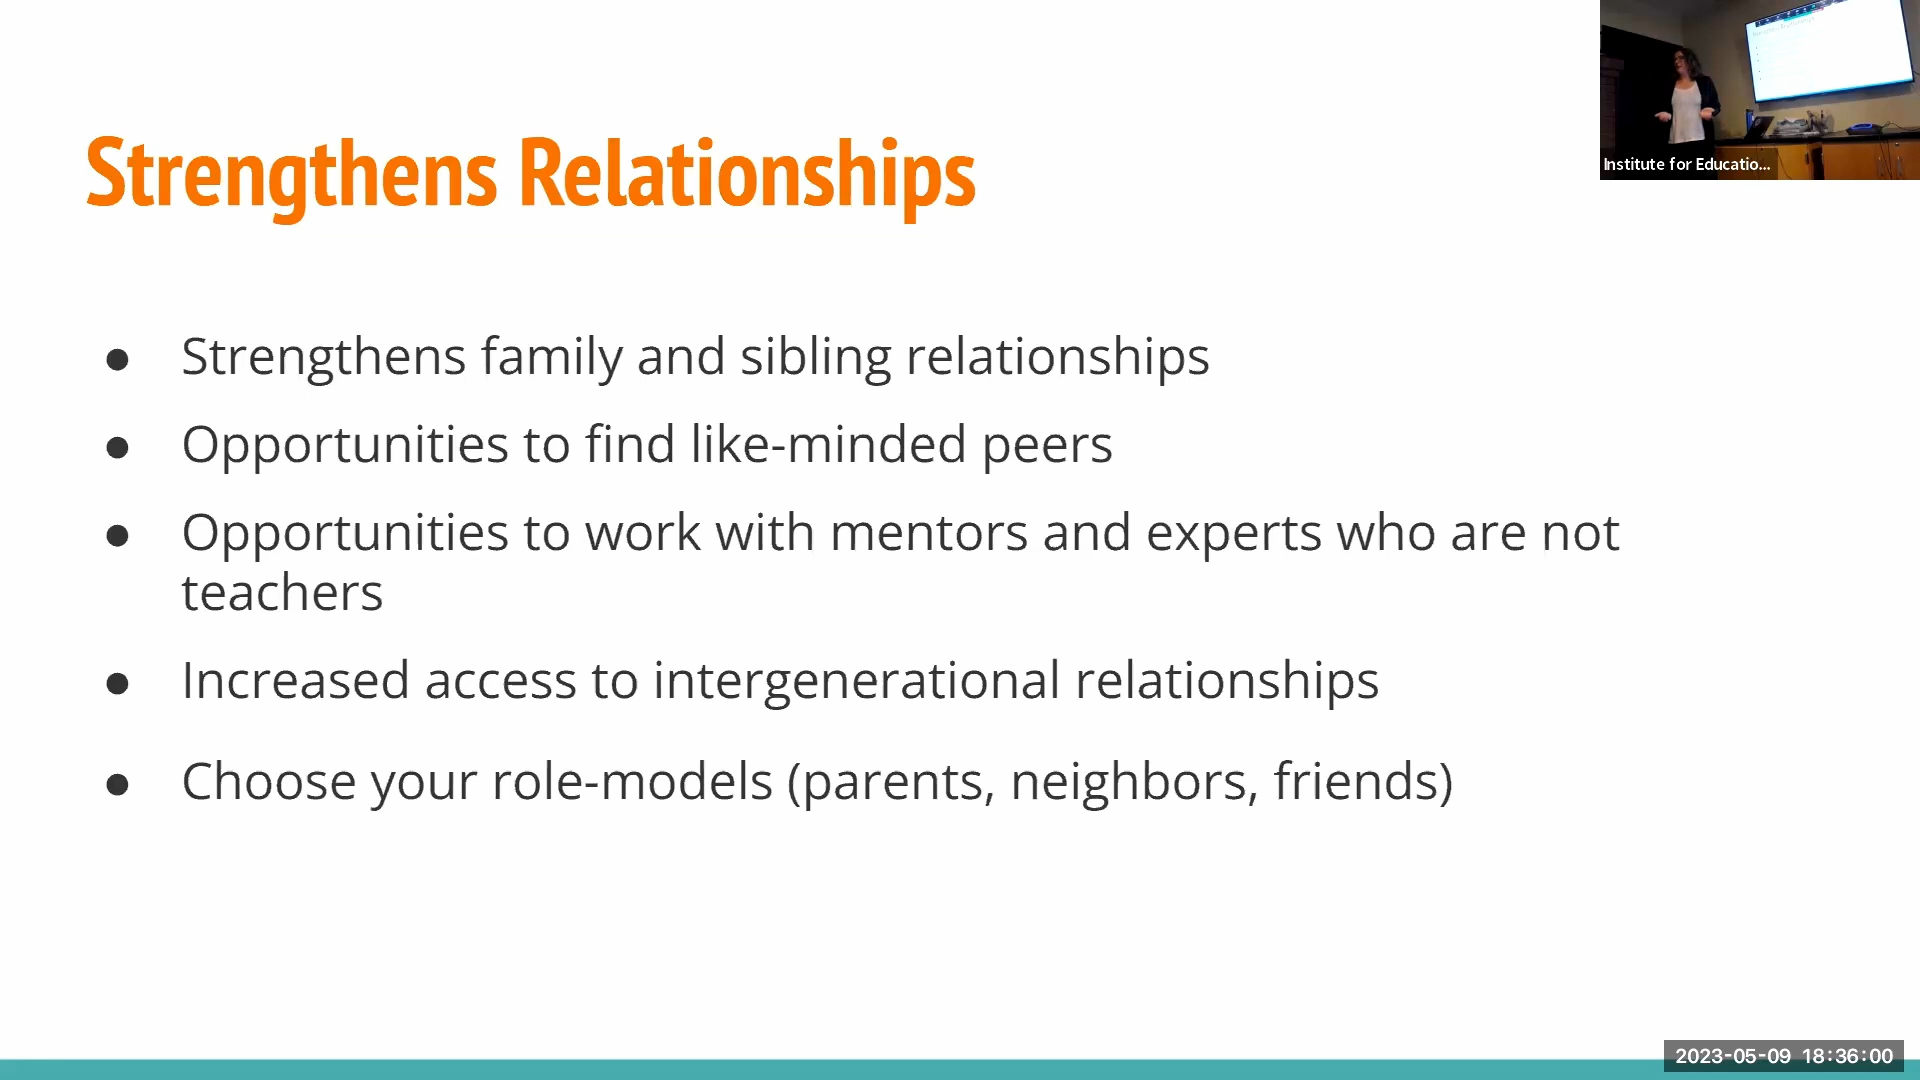 Institute for Educatio...
Strengthens Relationships
● Strengthens family and sibling relationships
● Opportunities to find like-minded peers
● Opportunities to work with mentors and experts who are not
teachers
● Increased access to intergenerational relationships
● Choose your role-models (parents, neighbors, friends)
2023-05-09 18:36:00